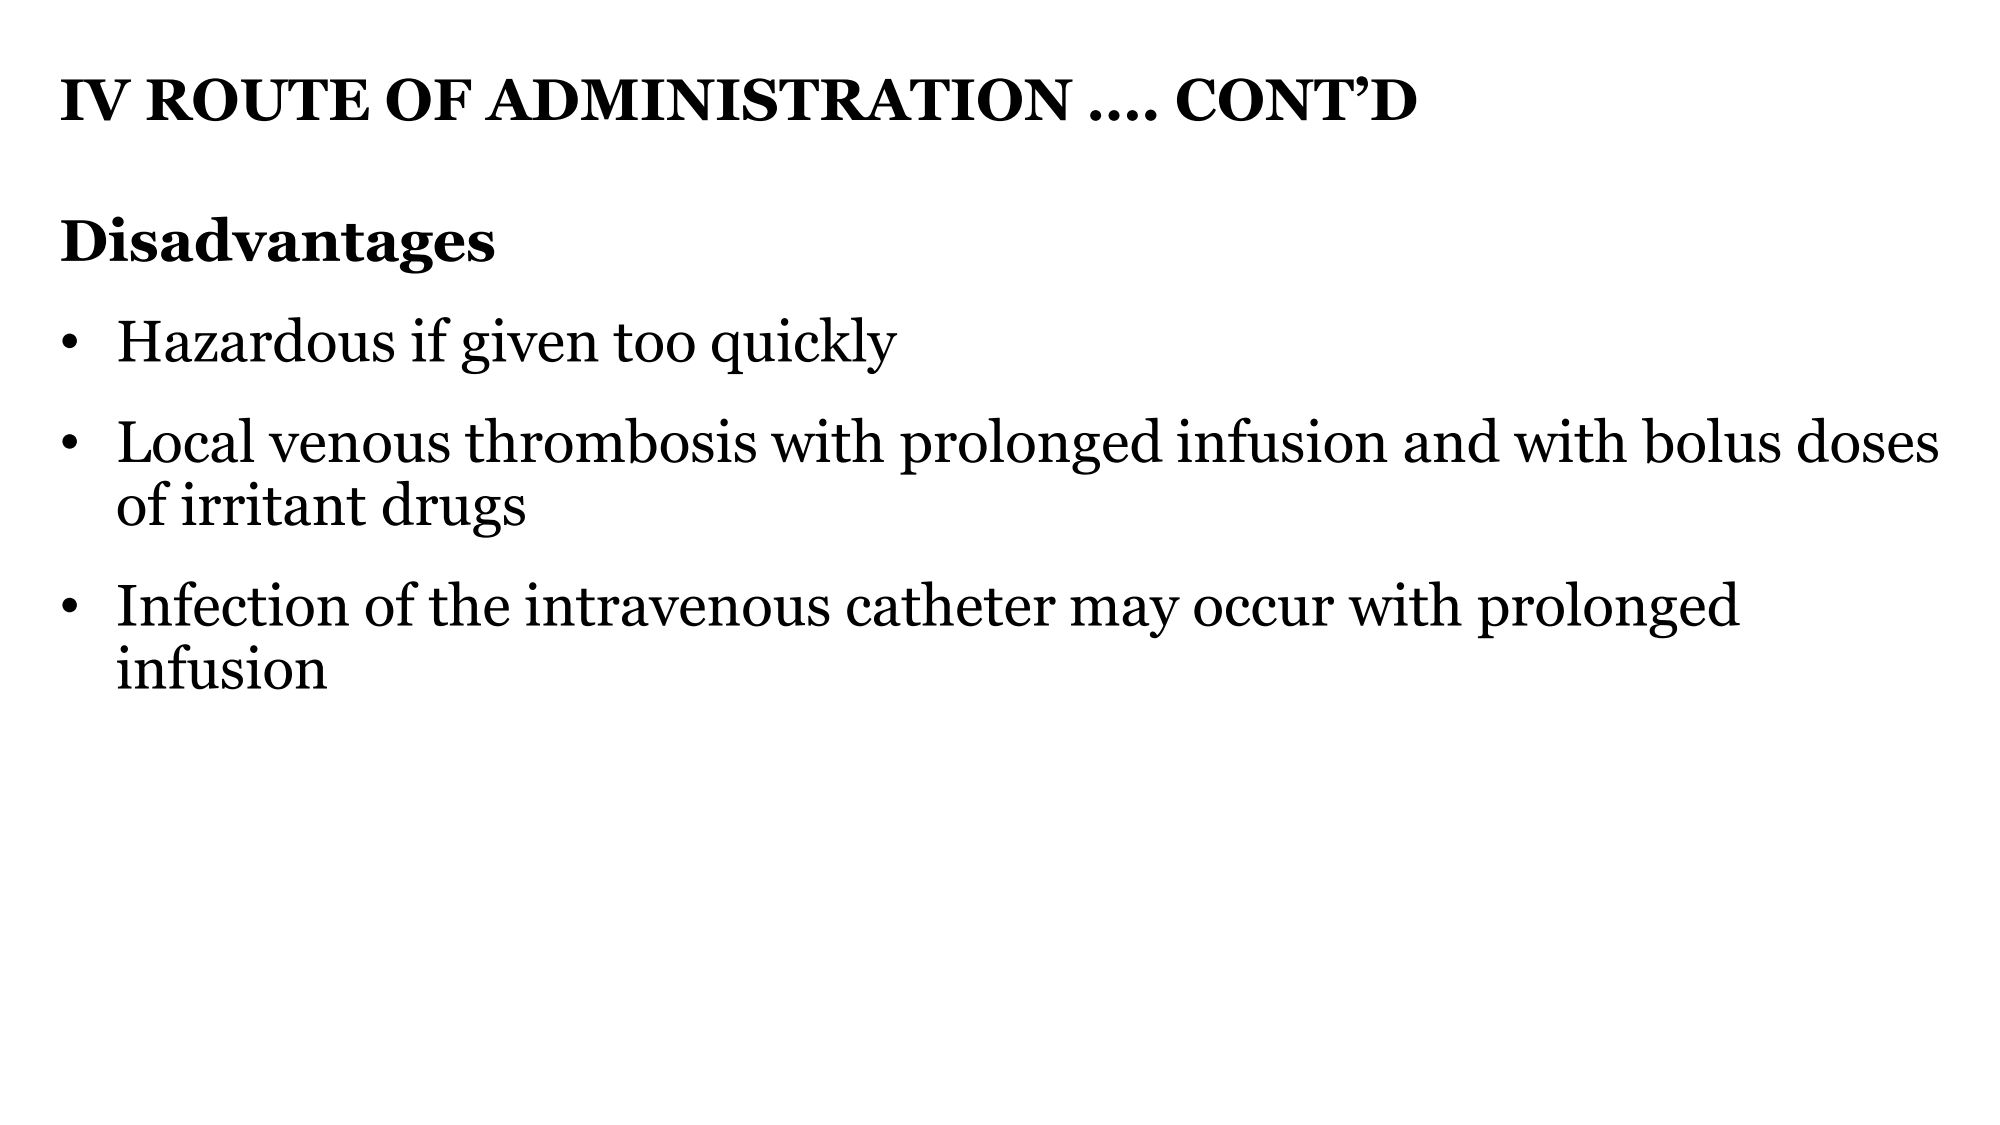 IV ROUTE OF ADMINISTRATION .... CONT’D
Disadvantages
• Hazardous if given too quickly
• Local venous thrombosis with prolonged infusion and with bolus doses
of irritant drugs
• Infection of the intravenous catheter may occur with prolonged
infusion